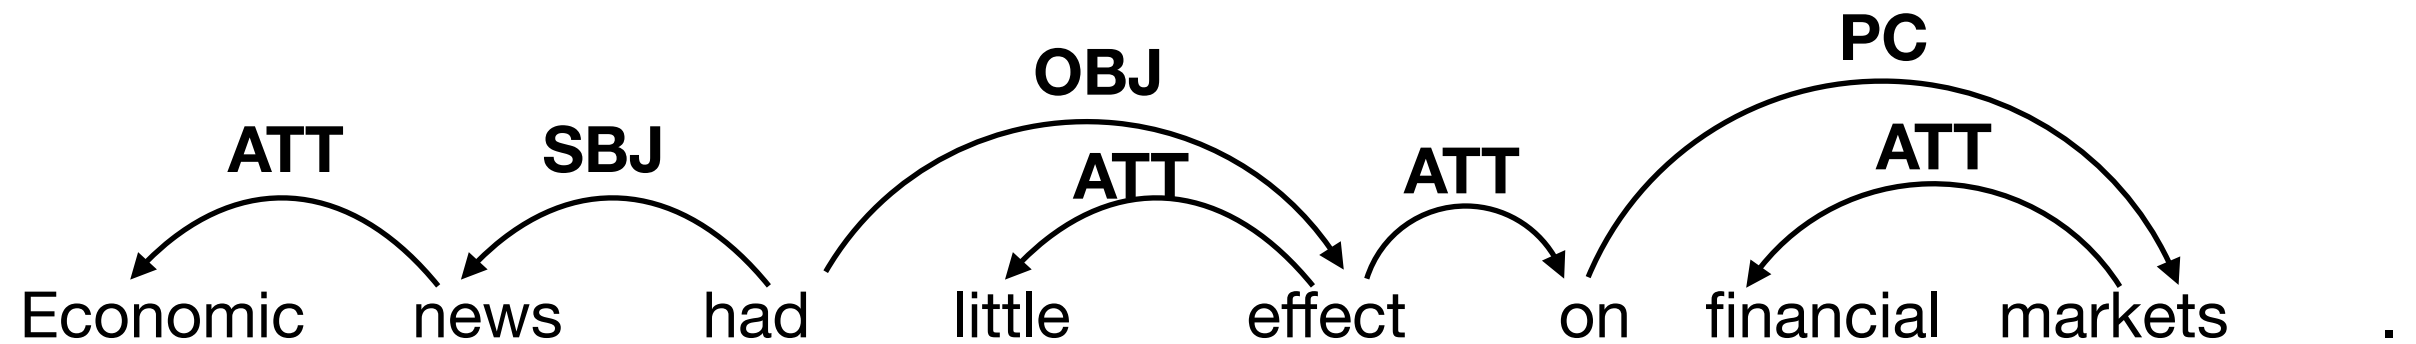 PC
OBJ
ATT SBJ ATT ATT ATT
Economic news had little effect on financial markets .